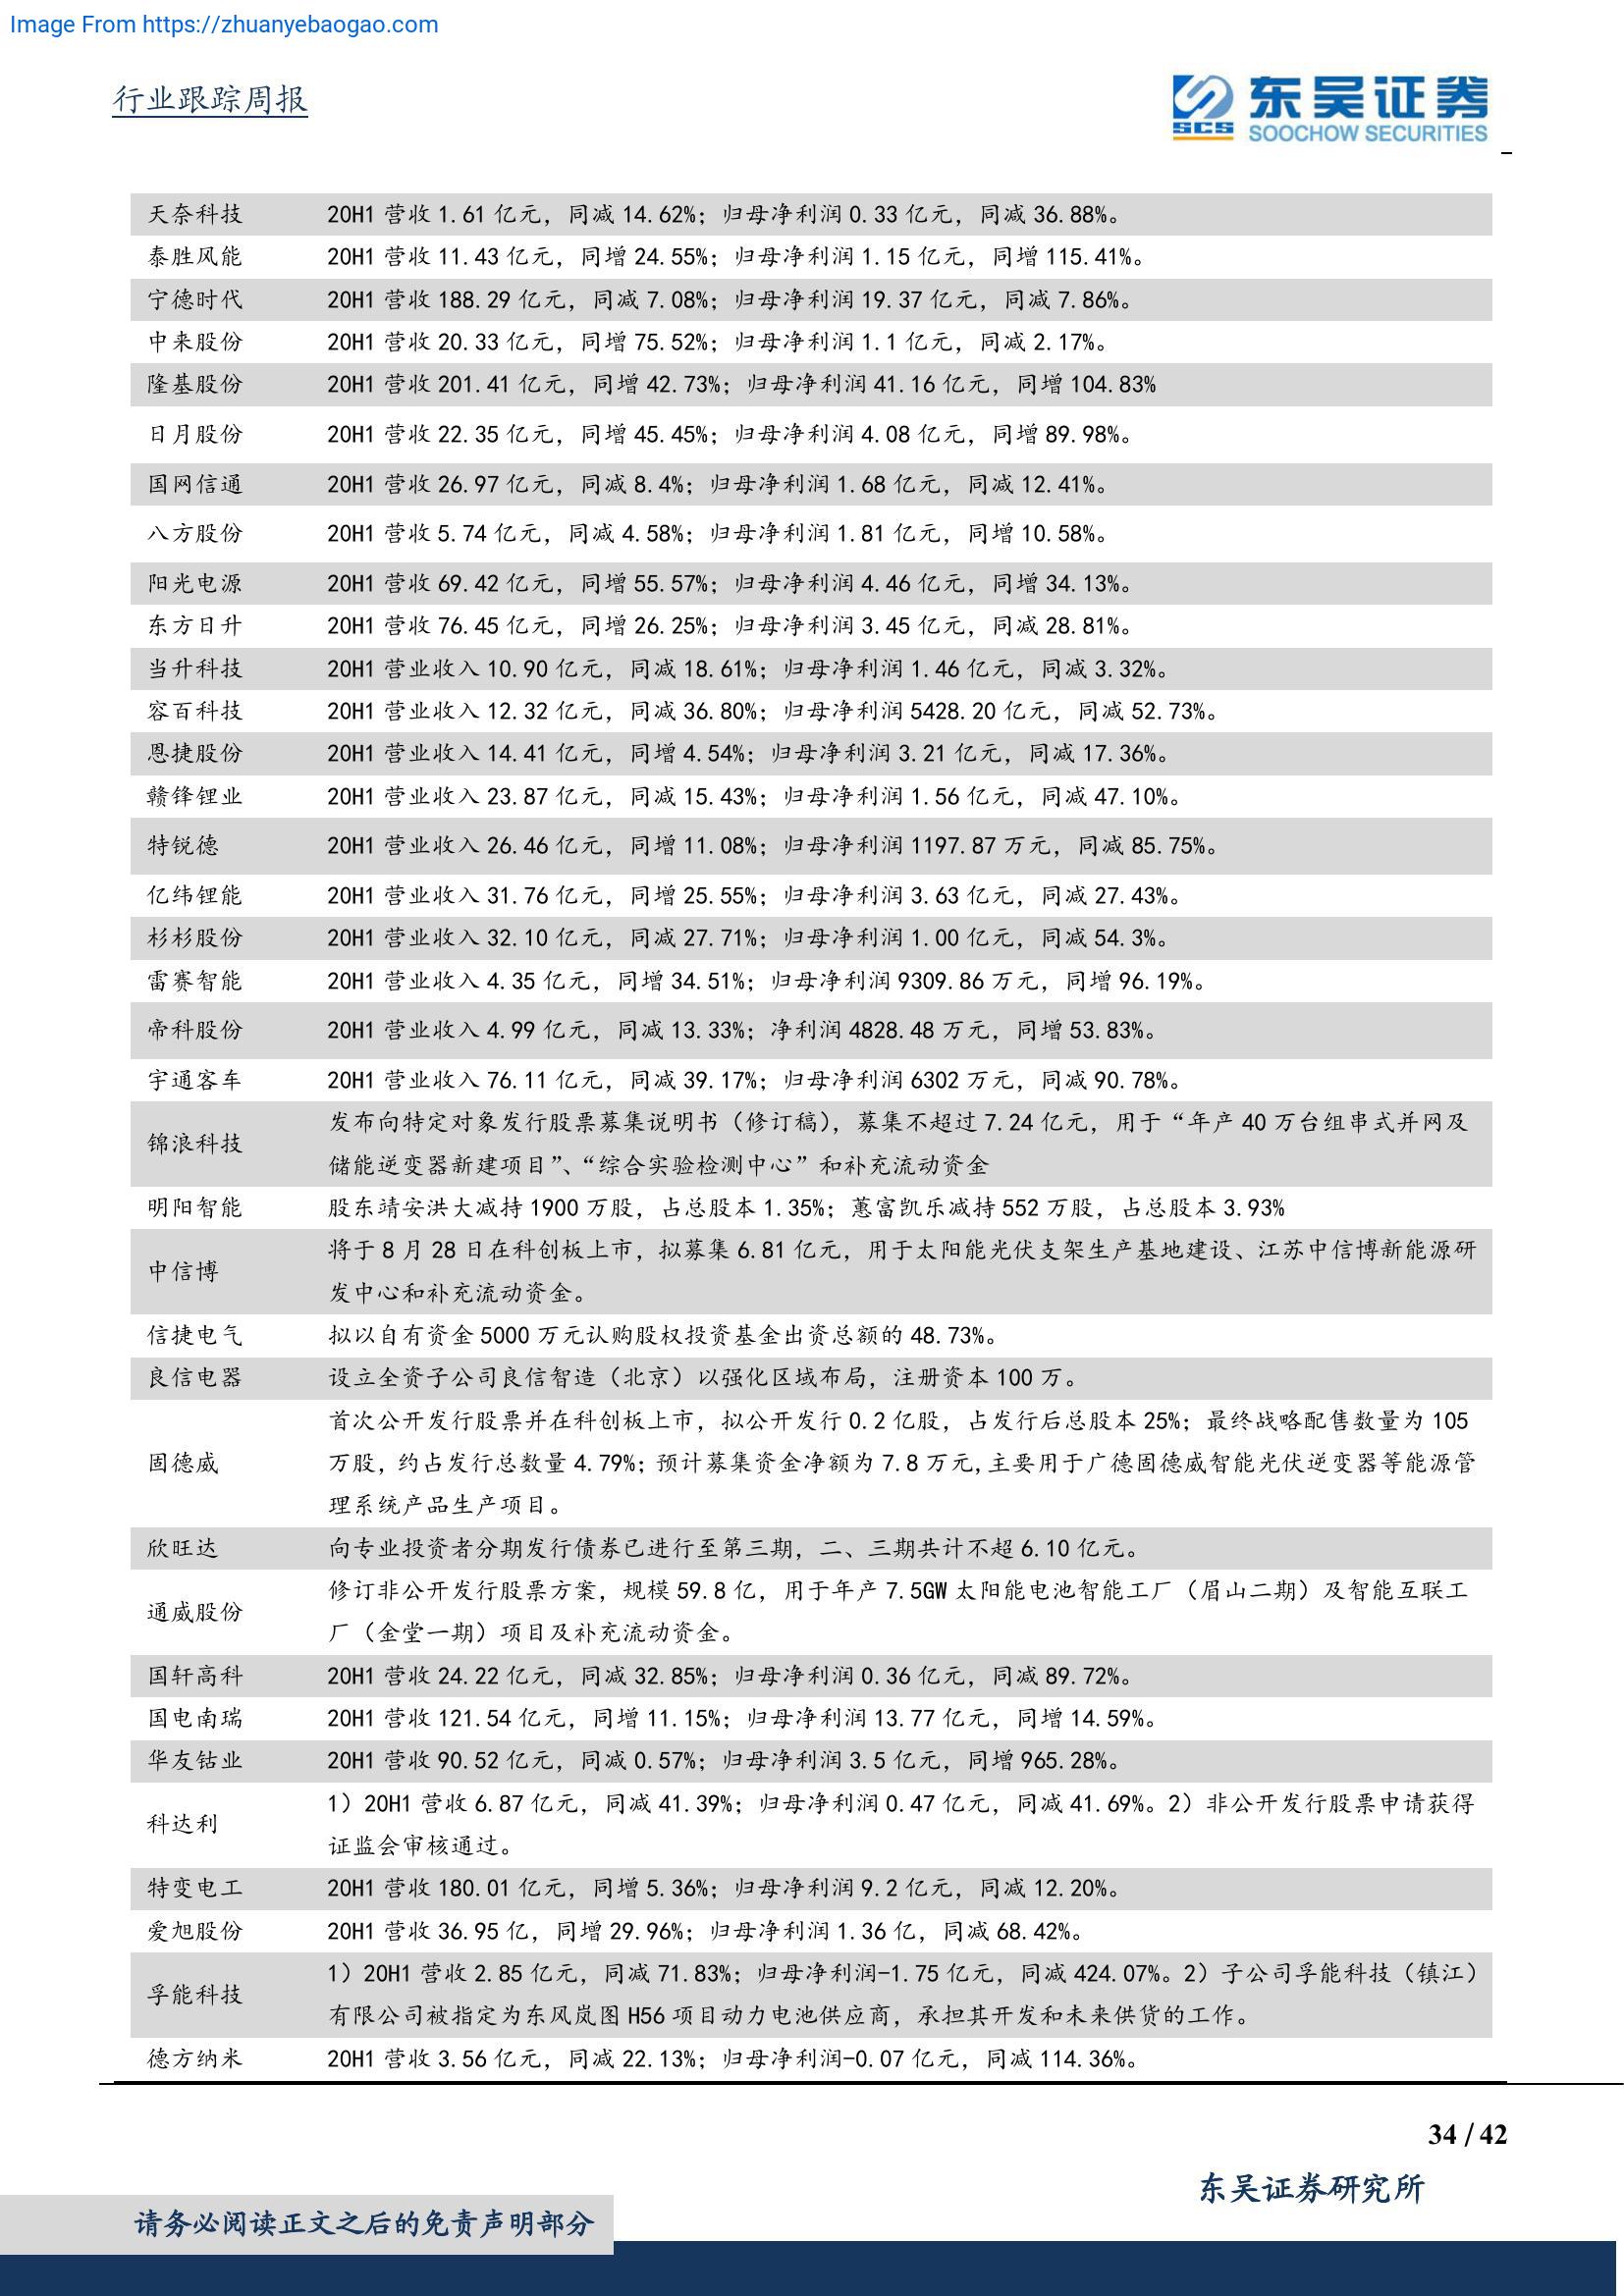 Image From https://zhuanyebaogao.com
行业跟踪周报
SCS 东吴证券
SOOCHOW SECURITIES
天奈科技 20H1 营收 1.61 亿元，同减 14.62%；归母净利润 0.33 亿元，同减 36.88%。
泰胜风能 20H1 营收 11.43 亿元，同增 24.55%；归母净利润 1.15 亿元，同增 115.41%。
宁德时代 20H1 营收 188.29 亿元，同减 7.08%；归母净利润 19.37 亿元，同减 7.86%。
中来股份 20H1 营收 20.33 亿元，同增 75.52%；归母净利润 1.1 亿元，同减 2.17%。
隆基股份 20H1 营收 201.41 亿元，同增 42.73%；归母净利润 41.16 亿元，同增 104.83%
日月股份 20H1 营收 22.35 亿元，同增 45.45%；归母净利润 4.08 亿元，同增 89.98%。
国网信通 20H1 营收 26.97 亿元，同减 8.4%；归母净利润 1.68 亿元，同减 12.41%。
八方股份 20H1 营收 5.74 亿元，同减 4.58%；归母净利润 1.81 亿元，同增 10.58%。
阳光电源 20H1 营收 69.42 亿元，同增 55.57%；归母净利润 4.46 亿元，同增 34.13%。
东方日升 20H1 营收 76.45 亿元，同增 26.25%；归母净利润 3.45 亿元，同减 28.81%。
当升科技 20H1 营业收入 10.90 亿元，同减 18.61%；归母净利润 1.46 亿元，同减 3.32%。
容百科技 20H1 营业收入 12.32 亿元，同减 36.80%；归母净利润 5428.20 亿元，同减 52.73%。
恩捷股份 20H1 营业收入 14.41 亿元，同增 4.54%；归母净利润 3.21 亿元，同减 17.36%。
赣锋锂业 20H1 营业收入 23.87 亿元，同减 15.43%；归母净利润 1.56 亿元，同减 47.10%。
特锐德 20H1 营业收入 26.46 亿元，同增 11.08%；归母净利润 1197.87 万元，同减 85.75%。
亿纬锂能 20H1 营业收入 31.76 亿元，同增 25.55%；归母净利润 3.63 亿元，同减 27.43%。
杉杉股份 20H1 营业收入 32.10 亿元，同减 27.71%；归母净利润 1.00 亿元，同减 54.3%。
雷赛智能 20H1 营业收入 4.35 亿元，同增 34.51%；归母净利润 9309.86 万元，同增 96.19%。
帝科股份 20H1 营业收入 4.99 亿元，同减 13.33%；净利润 4828.48 万元，同增 53.83%。
宇通客车 20H1 营业收入 76.11 亿元，同减 39.17%；归母净利润 6302 万元，同减 90.78%。
锦浪科技 发布向特定对象发行股票募集说明书（修订稿），募集不超过 7.24 亿元，用于“年产 40 万台组串式并网及
储能逆变器新建项目”、“综合实验检测中心”和补充流动资金
明阳智能 股东靖安洪大减持 1900 万股，占总股本 1.35%；蕙富凯乐减持 552 万股，占总股本 3.93%
中信博 将于 8 月 28 日在科创板上市，拟募集 6.81 亿元，用于太阳能光伏支架生产基地建设、江苏中信博新能源研
发中心和补充流动资金。
信捷电气 拟以自有资金 5000 万元认购股权投资基金出资总额的 48.73%。
良信电器 设立全资子公司良信智造（北京）以强化区域布局，注册资本 100 万。
固德威 首次公开发行股票并在科创板上市，拟公开发行 0.2 亿股，占发行后总股本 25%；最终战略配售数量为 105
万股，约占发行总数量 4.79%；预计募集资金净额为 7.8 万元,主要用于广德固德威智能光伏逆变器等能源管
理系统产品生产项目。
欣旺达 向专业投资者分期发行债券已进行至第三期，二、三期共计不超 6.10 亿元。
通威股份 修订非公开发行股票方案，规模 59.8 亿，用于年产 7.5GW 太阳能电池智能工厂（眉山二期）及智能互联工
厂（金堂一期）项目及补充流动资金。
国轩高科 20H1 营收 24.22 亿元，同减 32.85%；归母净利润 0.36 亿元，同减 89.72%。
国电南瑞 20H1 营收 121.54 亿元，同增 11.15%；归母净利润 13.77 亿元，同增 14.59%。
华友钴业 20H1 营收 90.52 亿元，同减 0.57%；归母净利润 3.5 亿元，同增 965.28%。
科达利 1）20H1 营收 6.87 亿元，同减 41.39%；归母净利润 0.47 亿元，同减 41.69%。2）非公开发行股票申请获得
证监会审核通过。
特变电工 20H1 营收 180.01 亿元，同增 5.36%；归母净利润 9.2 亿元，同减 12.20%。
爱旭股份 20H1 营收 36.95 亿，同增 29.96%；归母净利润 1.36 亿，同减 68.42%。
孚能科技 1）20H1 营收 2.85 亿元，同减 71.83%；归母净利润-1.75 亿元，同减 424.07%。2）子公司孚能科技（镇江）
有限公司被指定为东风岚图 H56 项目动力电池供应商，承担其开发和未来供货的工作。
德方纳米 20H1 营收 3.56 亿元，同减 22.13%；归母净利润-0.07 亿元，同减 114.36%。
34 / 42
东吴证券研究所
请务必阅读正文之后的免责声明部分